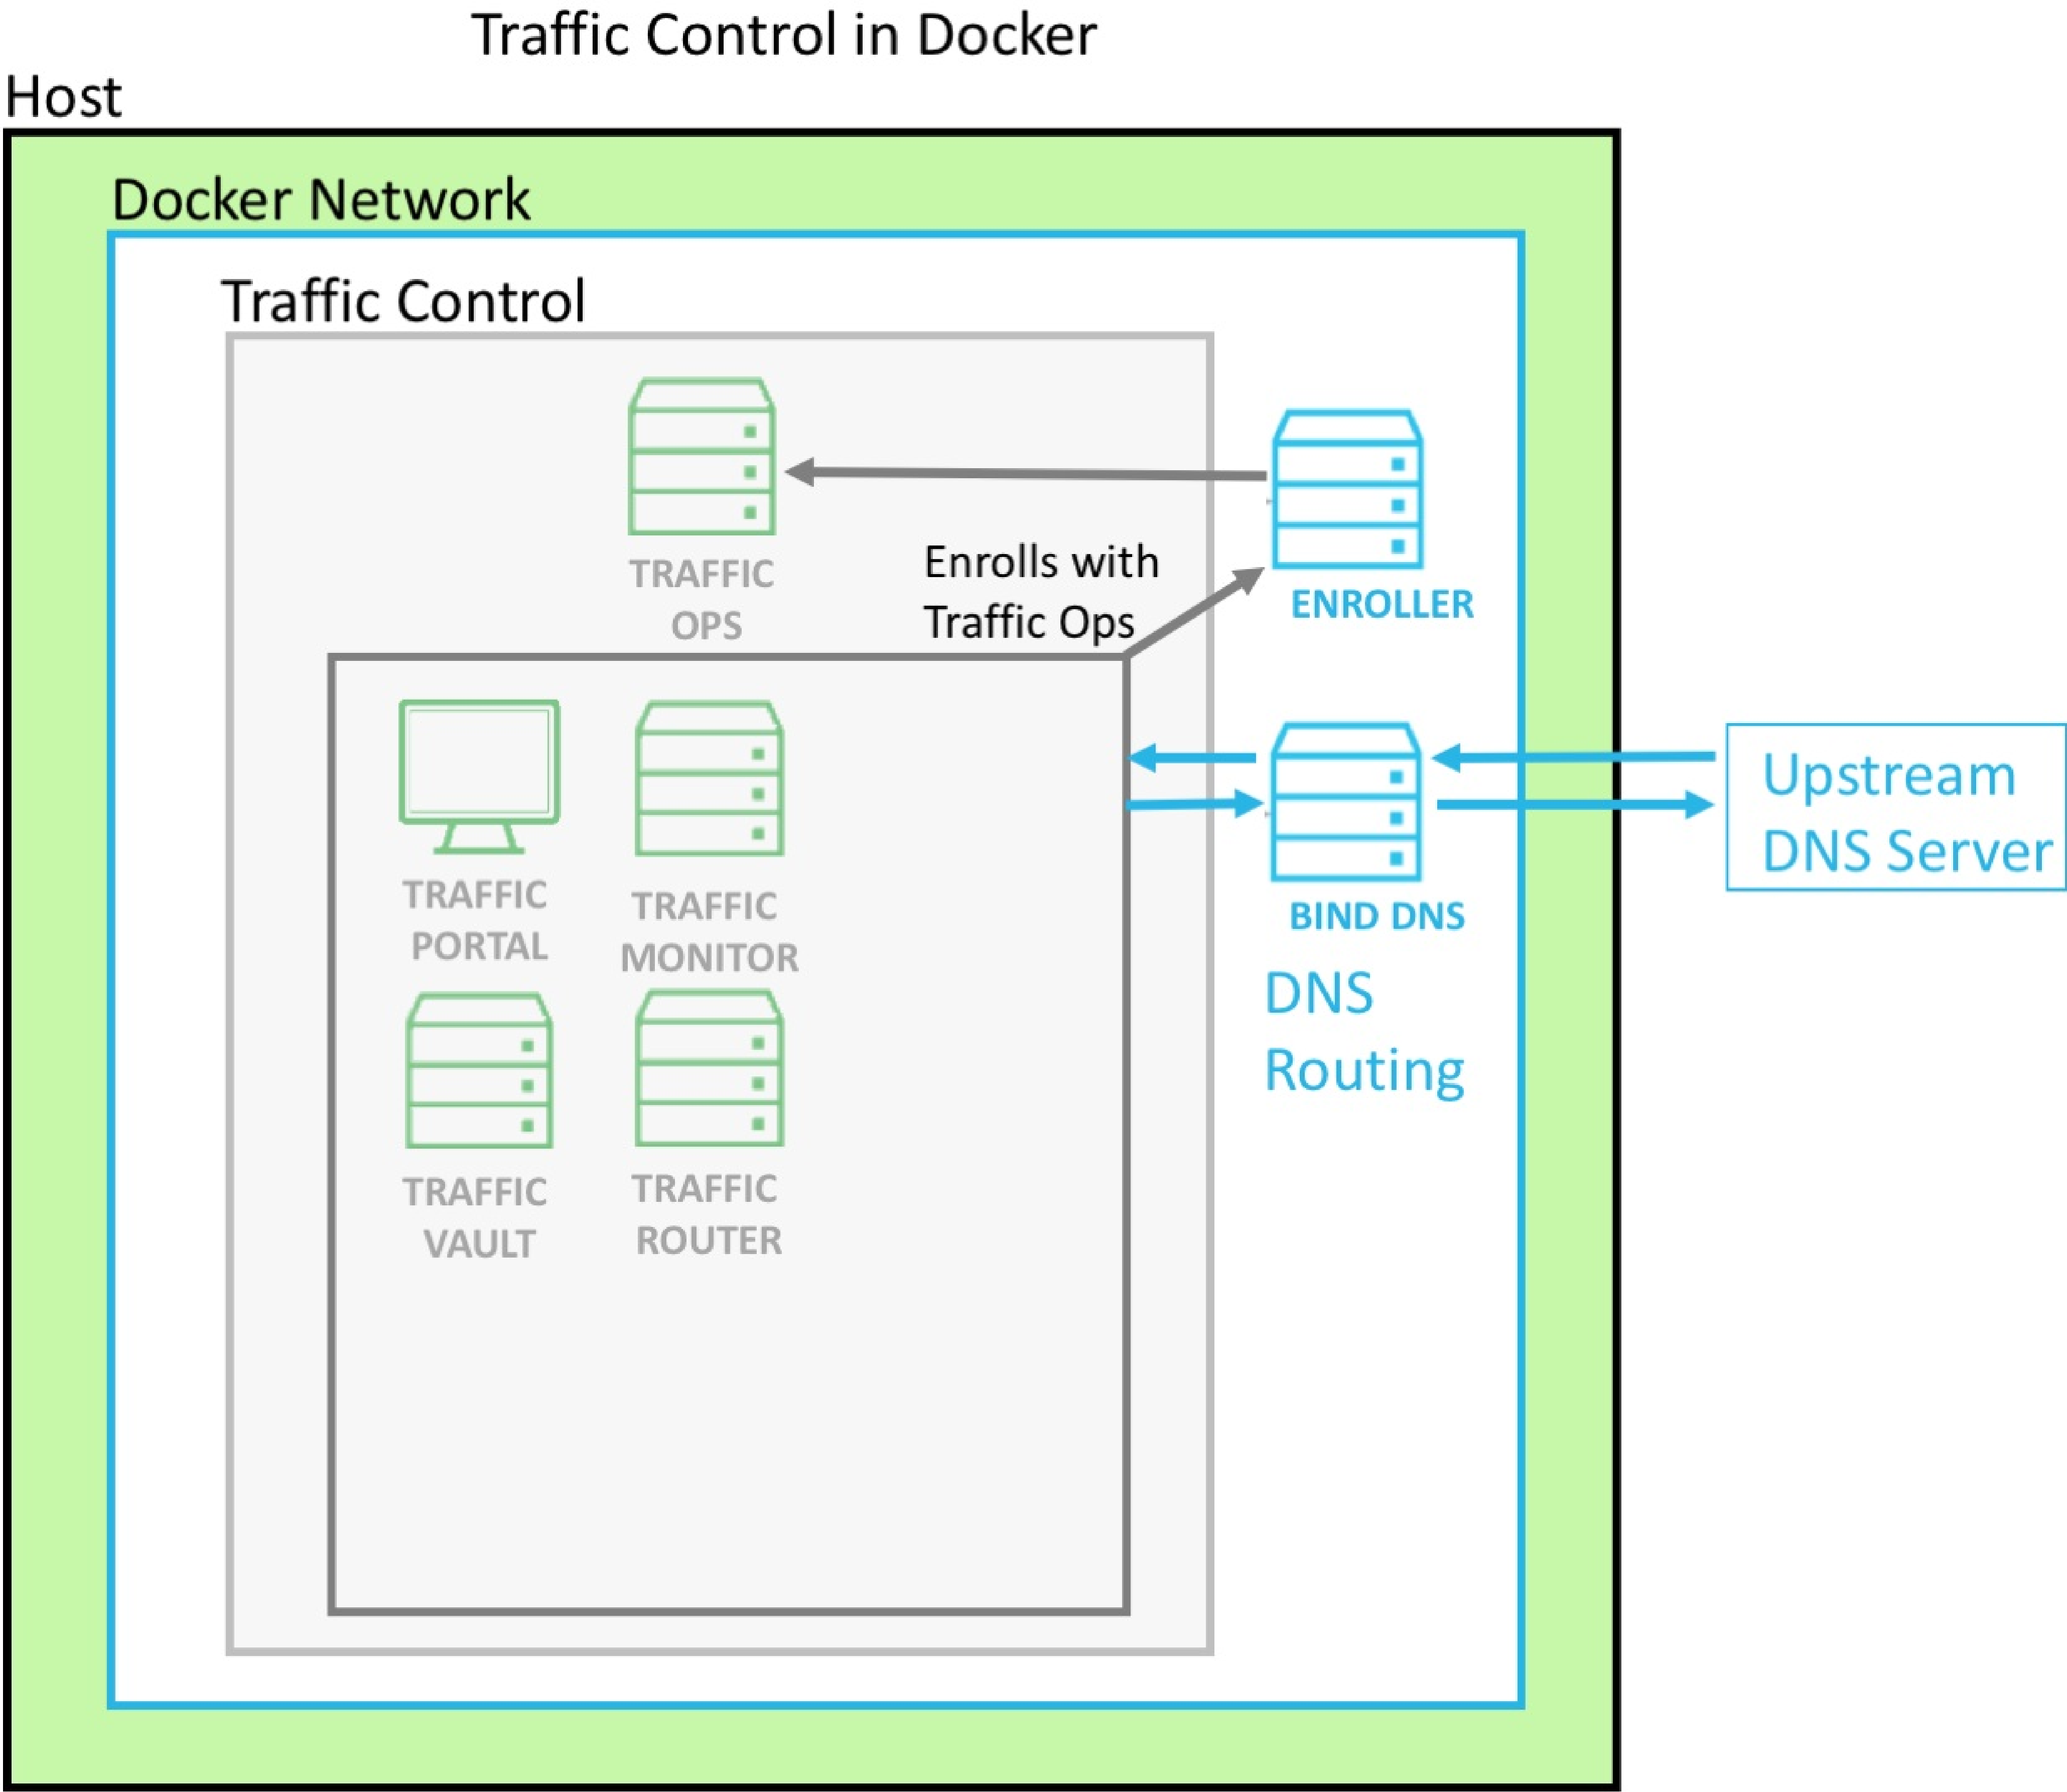 Traffic Control in Docker
Host
Docker Network
Traffic Control
TRAFFIC
OPS
Enrolls with
Traffic Ops
ENROLLER
TRAFFIC
PORTAL
TRAFFIC
MONITOR
TRAFFIC
VAULT
TRAFFIC
ROUTER
BIND DNS
DNS
Routing
Upstream
DNS Server